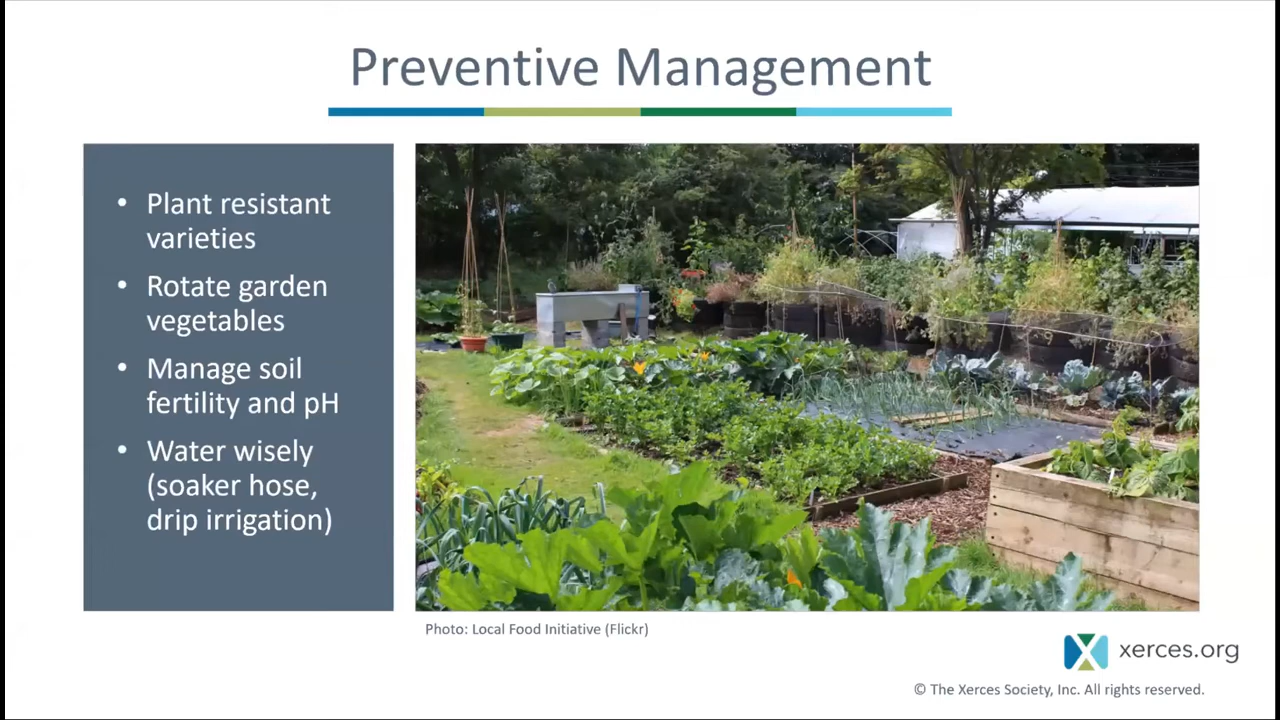 Preventive Management
• Plant resistant
varieties
• Rotate garden
vegetables
• Manage soil
fertility and pH
• Water wisely
(soaker hose,
drip irrigation)
Photo: Local Food Initiative (Flickr)
xerces.org
© The Xerces Society, Inc. All rights reserved.